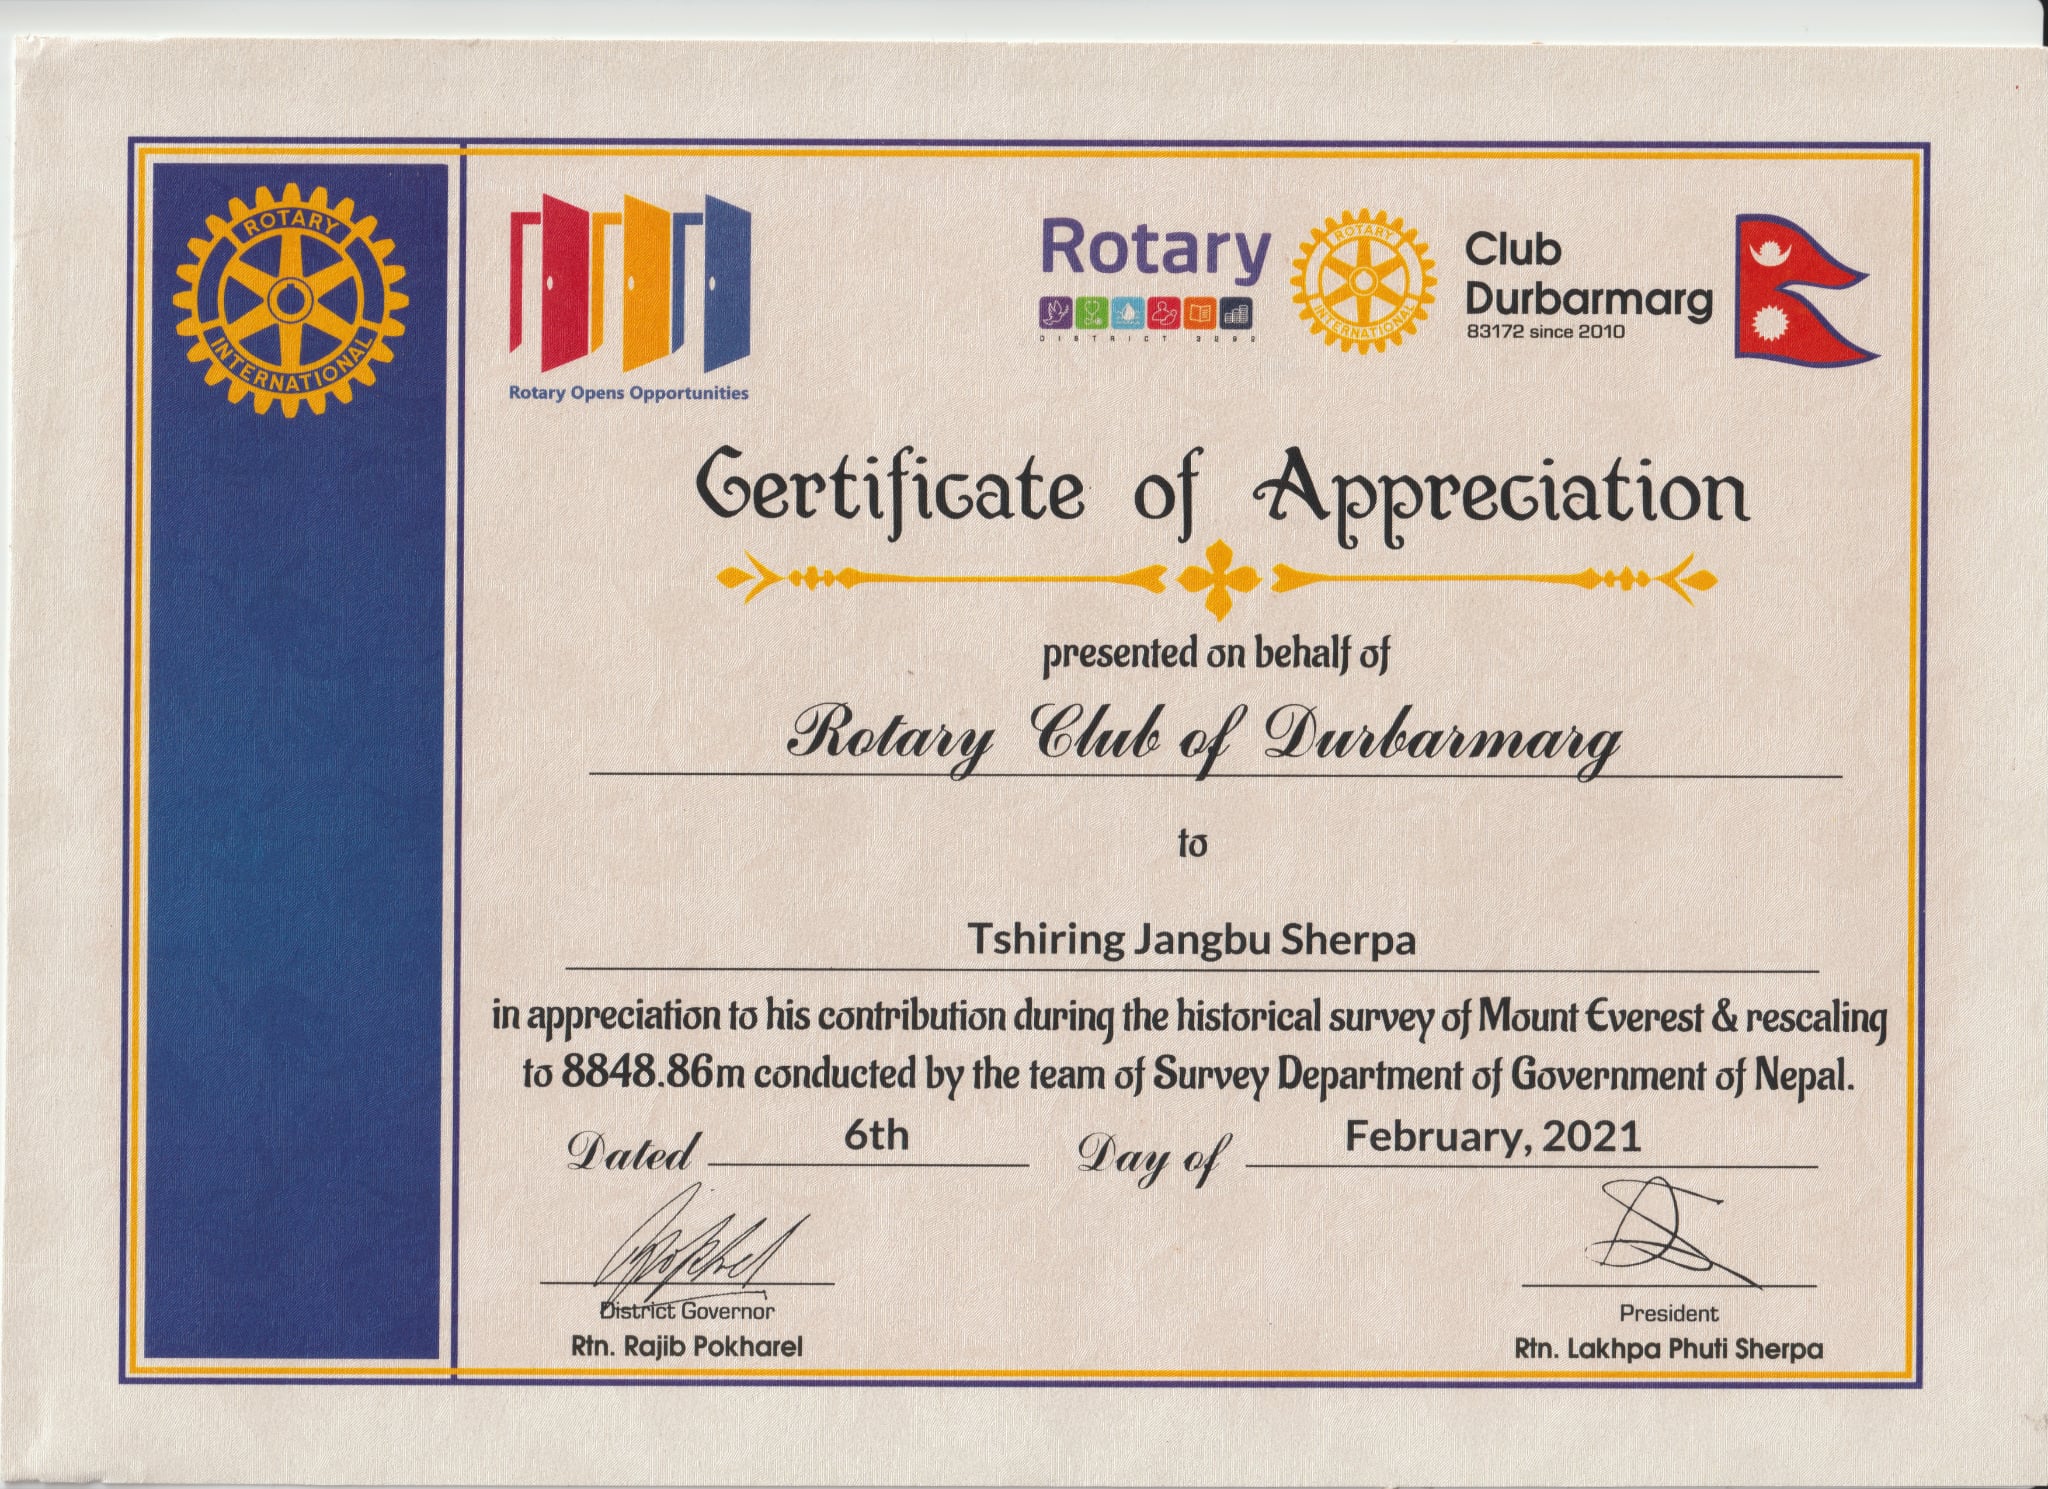 ROTARY
INTERNATIONAL
Rotary Opens Opportunities
Rotary
DISTRICT 3292
ROTARY
INTERNATIONAL
Club
Durbarmarg
83172 since 2010
Certificate of Appreciation
presented on behalf of
Rotary Club of Durbarmarg
to
Tshiring Jangbu Sherpa
in appreciation to his contribution during the historical survey of Mount Everest & rescaling
to 8848.86m conducted by the team of Survey Department of Government of Nepal.
Dated 6th Day of February, 2021
District Governor
Rtn. Rajib Pokharel
President
Rtn. Lakhpa Phuti Sherpa